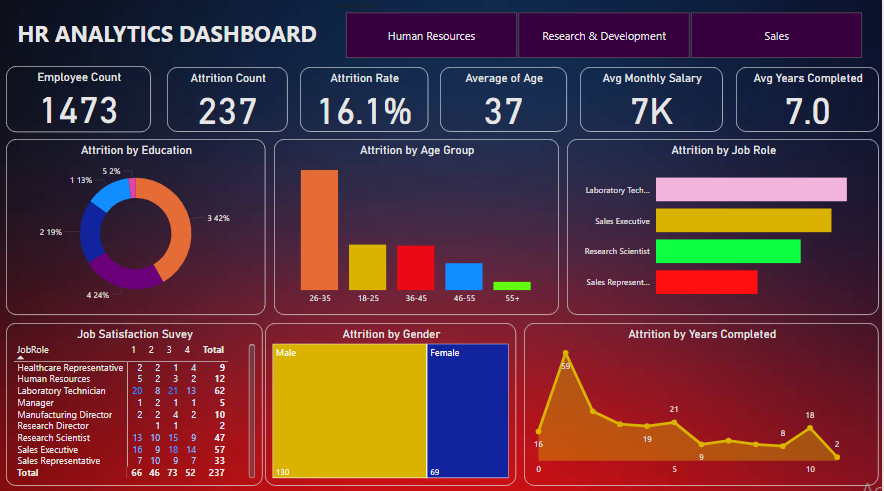 HR ANALYTICS DASHBOARD
Human Resources
Research & Development
Sales
Employee Count
1473
Attrition Count
237
Attrition Rate
16.1%
Average of Age
37
Avg Monthly Salary
7K
Avg Years Completed
7.0
Attrition by Education
5 2%
1 13%
2 19%
3 42%
4 24%
Attrition by Age Group
26-35 18-25 36-45 46-55 55+
Attrition by Job Role
Laboratory Tech...
Sales Executive
Research Scientist
Sales Represent...
Job Satisfaction Suvey
JobRole 1 2 3 4 Total
Healthcare Representative 2 2 1 4 9
Human Resources 5 2 3 2 12
Laboratory Technician 20 8 21 13 62
Manager 1 2 1 1 5
Manufacturing Director 2 2 4 2 10
Research Director 1 1 2
Research Scientist 13 10 15 9 47
Sales Executive 16 9 18 14 57
Sales Representative 7 10 9 7 33
Total 66 46 73 52 237
Attrition by Gender
Male
Female
130
69
Attrition by Years Completed
59
16
19
21
9
8
18
2
0 5 10